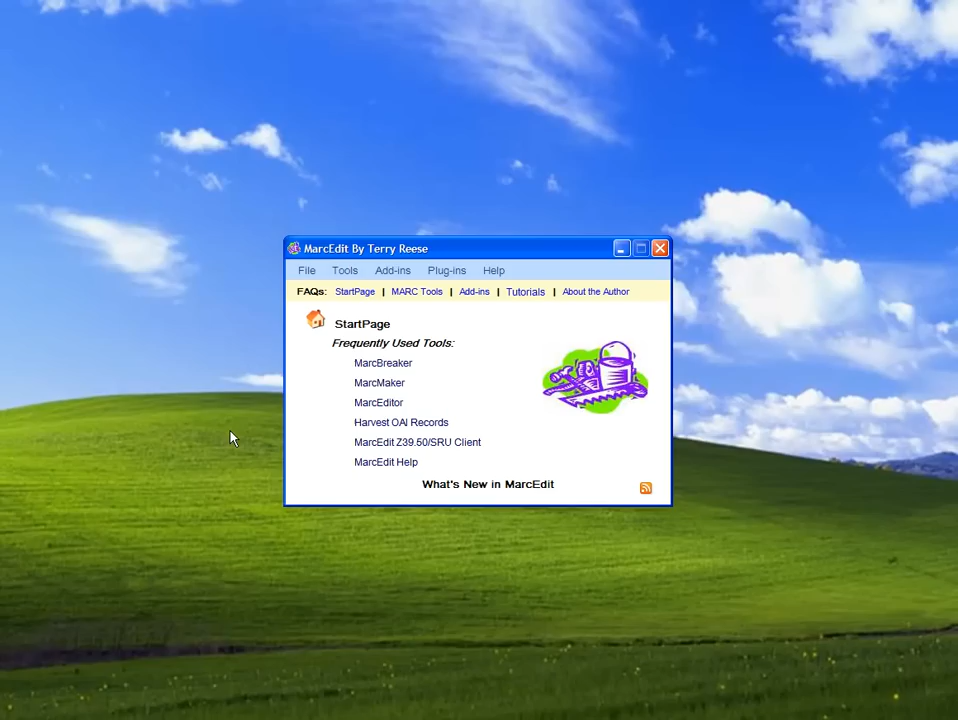 MarcEdit By Terry Reese
File Tools Add-ins Plug-ins Help
FAQs: StartPage | MARC Tools | Add-ins | Tutorials | About the Author
StartPage
Frequently Used Tools:
MarcBreaker
MarcMaker
MarcEditor
Harvest OAI Records
MarcEdit Z39.50/SRU Client
MarcEdit Help
What's New in MarcEdit